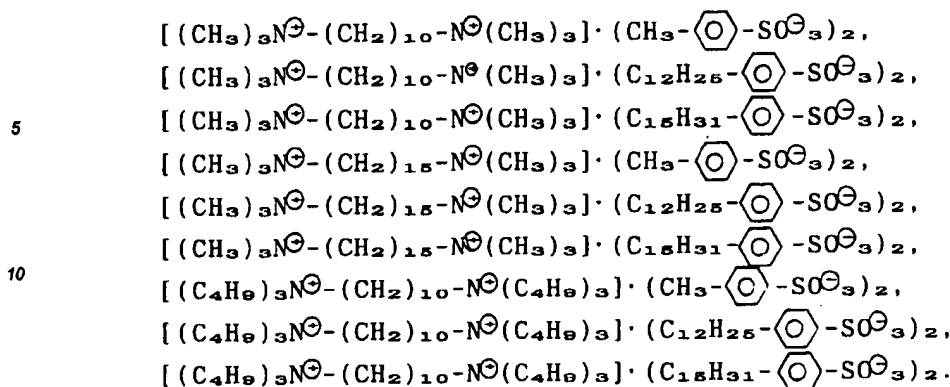 [(CH₃)₃N⊕-(CH₂)₁₀-N⊕(CH₃)₃]·(CH₃-⌬-SO⊖₃)₂,
[(CH₃)₃N⊕-(CH₂)₁₀-N⊕(CH₃)₃]·(C₁₂H₂₅-⌬-SO⊖₃)₂,
5 [(CH₃)₃N⊕-(CH₂)₁₀-N⊕(CH₃)₃]·(C₁₅H₃₁-⌬-SO⊖₃)₂,
[(CH₃)₃N⊕-(CH₂)₁₅-N⊕(CH₃)₃]·(CH₃-⌬-SO⊖₃)₂,
[(CH₃)₃N⊕-(CH₂)₁₅-N⊕(CH₃)₃]·(C₁₂H₂₅-⌬-SO⊖₃)₂,
[(CH₃)₃N⊕-(CH₂)₁₅-N⊕(CH₃)₃]·(C₁₅H₃₁-⌬-SO⊖₃)₂,
10 [(C₄H₉)₃N⊕-(CH₂)₁₀-N⊕(C₄H₉)₃]·(CH₃-⌬-SO⊖₃)₂,
[(C₄H₉)₃N⊕-(CH₂)₁₀-N⊕(C₄H₉)₃]·(C₁₂H₂₅-⌬-SO⊖₃)₂,
[(C₄H₉)₃N⊕-(CH₂)₁₀-N⊕(C₄H₉)₃]·(C₁₅H₃₁-⌬-SO⊖₃)₂.